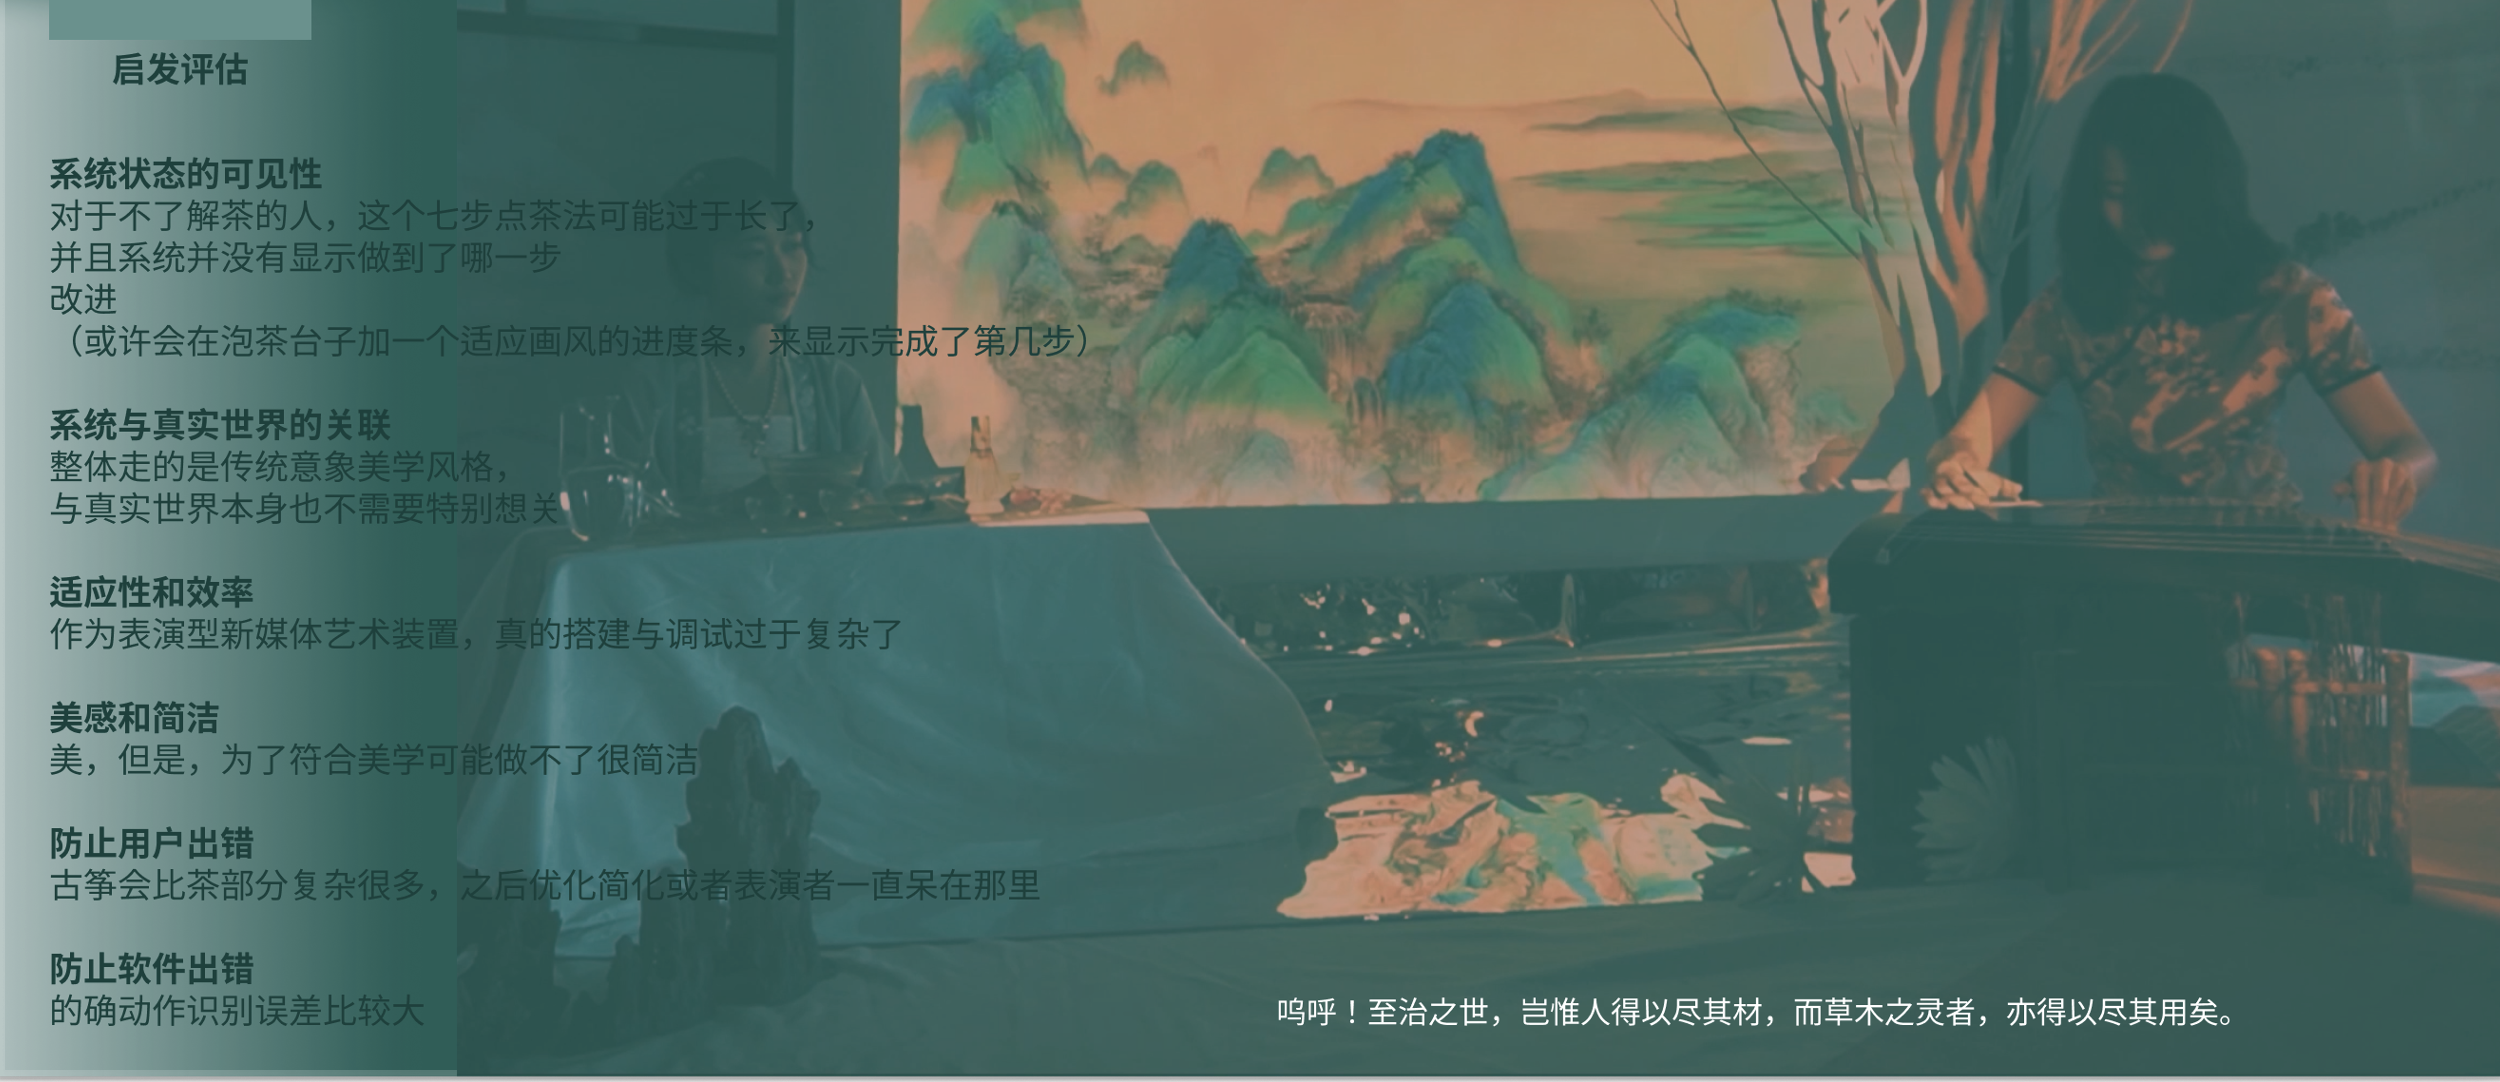 启发评估
系统状态的可见性
对于不了解茶的人，这个七步点茶法可能过于长了，
并且系统并没有显示做到了哪一步
改进
（或许会在泡茶台子加一个适应画风的进度条，来显示完成了第几步）
系统与真实世界的关联
整体走的是传统意象美学风格，
与真实世界本身也不需要特别想关
适应性和效率
作为表演型新媒体艺术装置，真的搭建与调试过于复杂了
美感和简洁
美，但是，为了符合美学可能做不了很简洁
防止用户出错
古筝会比茶部分复杂很多，之后优化简化或者表演者一直呆在那里
防止软件出错
的确动作识别误差比较大
呜呼！至治之世，岂惟人得以尽其材，而草木之灵者，亦得以尽其用矣。